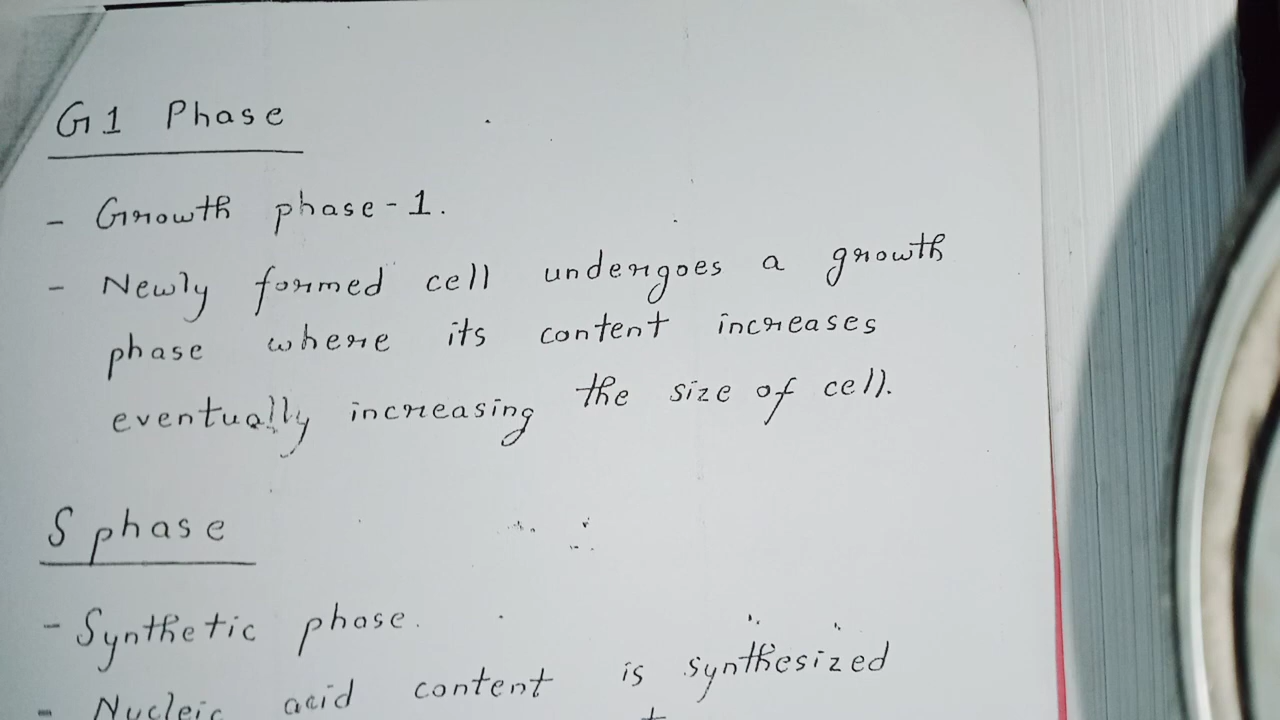 G1 Phase
- Growth phase-1.
- Newly formed cell undergoes a growth
phase where its content increases
eventually increasing the size of cell.
S phase
- Synthetic phase.
- Nucleic acid content is synthesized